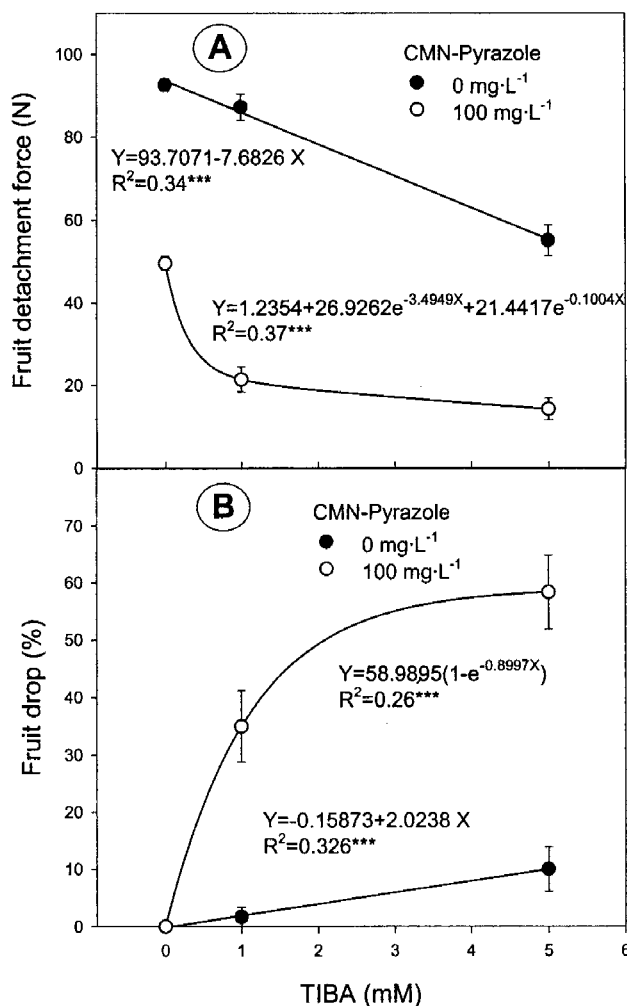 A
CMN-Pyrazole
0 mg·L⁻¹
100 mg·L⁻¹
Y=93.7071-7.6826 X
R²=0.34***
Y=1.2354+26.9262e⁻³·⁴⁹⁴⁹ˣ+21.4417e⁻⁰·¹⁰⁰⁴ˣ
R²=0.37***
Fruit detachment force (N)
100
80
60
40
20
0
B
CMN-Pyrazole
0 mg·L⁻¹
100 mg·L⁻¹
Y=58.9895(1-e⁻⁰·⁸⁹⁹⁷ˣ)
R²=0.26***
Y=-0.15873+2.0238 X
R²=0.326***
Fruit drop (%)
70
60
50
40
30
20
10
0
0 1 2 3 4 5 6
TIBA (mM)